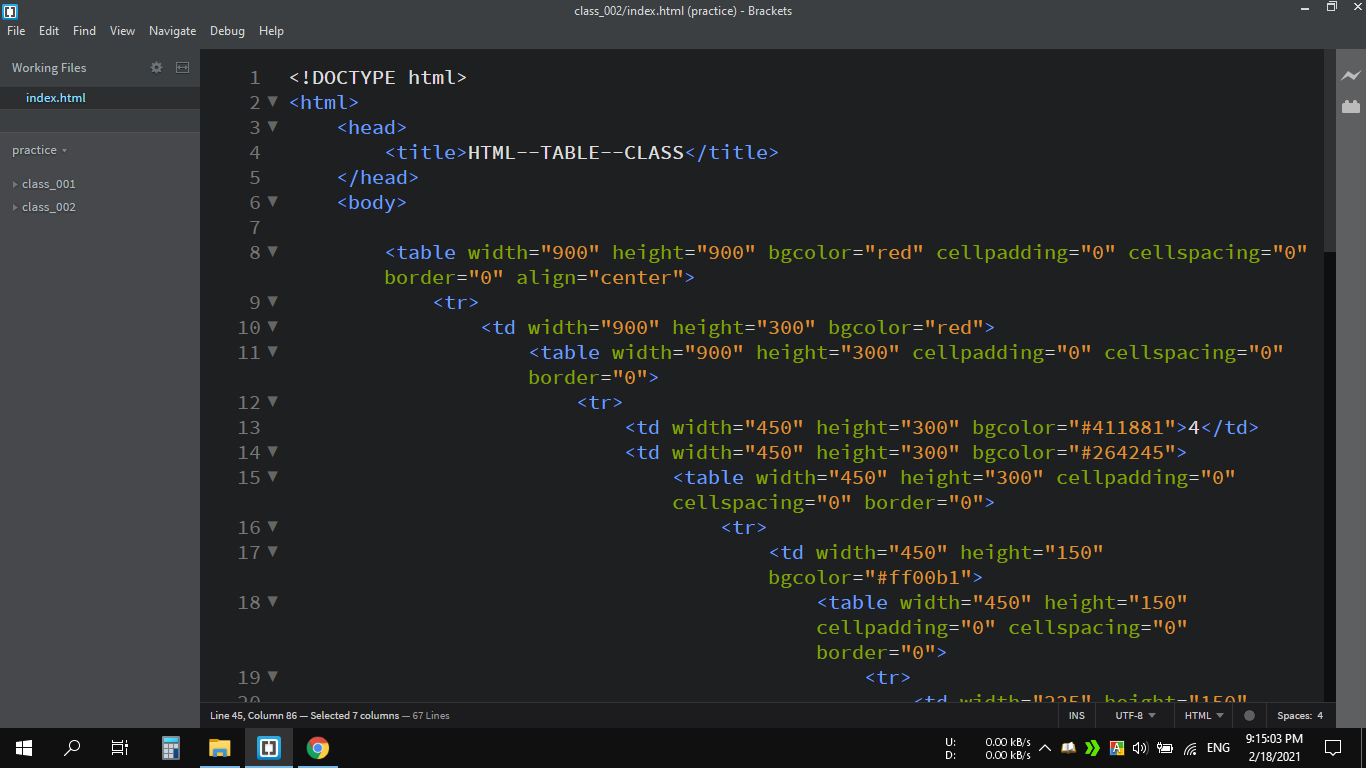 class_002/index.html (practice) - Brackets
File Edit Find View Navigate Debug Help
Working Files
index.html
practice
class_001
class_002
1 <!DOCTYPE html>
2 <html>
3 <head>
4 <title>HTML--TABLE--CLASS</title>
5 </head>
6 <body>
7
8 <table width="900" height="900" bgcolor="red" cellpadding="0" cellspacing="0"
border="0" align="center">
9 <tr>
10 <td width="900" height="300" bgcolor="red">
11 <table width="900" height="300" cellpadding="0" cellspacing="0"
border="0">
12 <tr>
13 <td width="450" height="300" bgcolor="#411881">4</td>
14 <td width="450" height="300" bgcolor="#264245">
15 <table width="450" height="300" cellpadding="0"
cellspacing="0" border="0">
16 <tr>
17 <td width="450" height="150"
bgcolor="#ff00b1">
18 <table width="450" height="150"
cellpadding="0" cellspacing="0"
border="0">
19 <tr>
20 <td width="225" height="150"
Line 45, Column 86 — Selected 7 columns — 67 Lines
INS UTF-8 HTML Spaces: 4
U: 0.00 kB/s
D: 0.00 kB/s
ENG
9:15:03 PM
2/18/2021